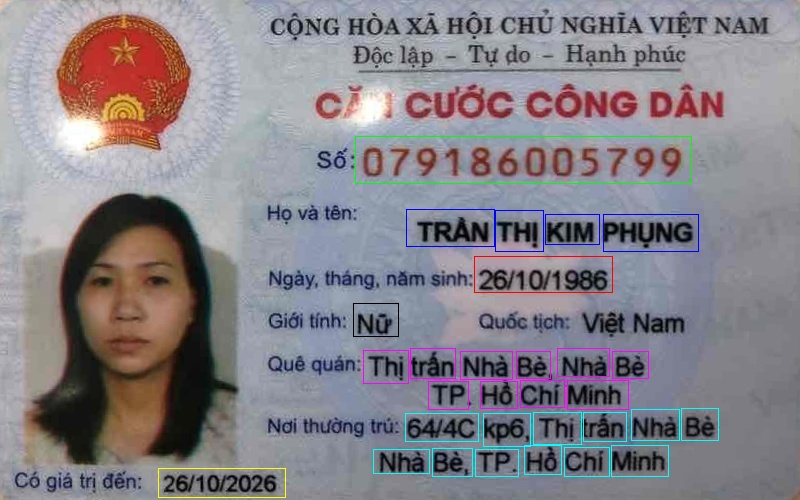 CỘNG HÒA XÃ HỘI CHỦ NGHĨA VIỆT NAM
Độc lập – Tự do – Hạnh phúc
CĂN CƯỚC CÔNG DÂN
Số: 079186005799
Họ và tên:
TRẦN THỊ KIM PHỤNG
Ngày, tháng, năm sinh: 26/10/1986
Giới tính: Nữ Quốc tịch: Việt Nam
Quê quán: Thị trấn Nhà Bè, Nhà Bè
TP. Hồ Chí Minh
Nơi thường trú: 64/4C kp6, Thị trấn Nhà Bè
Nhà Bè, TP. Hồ Chí Minh
Có giá trị đến: 26/10/2026